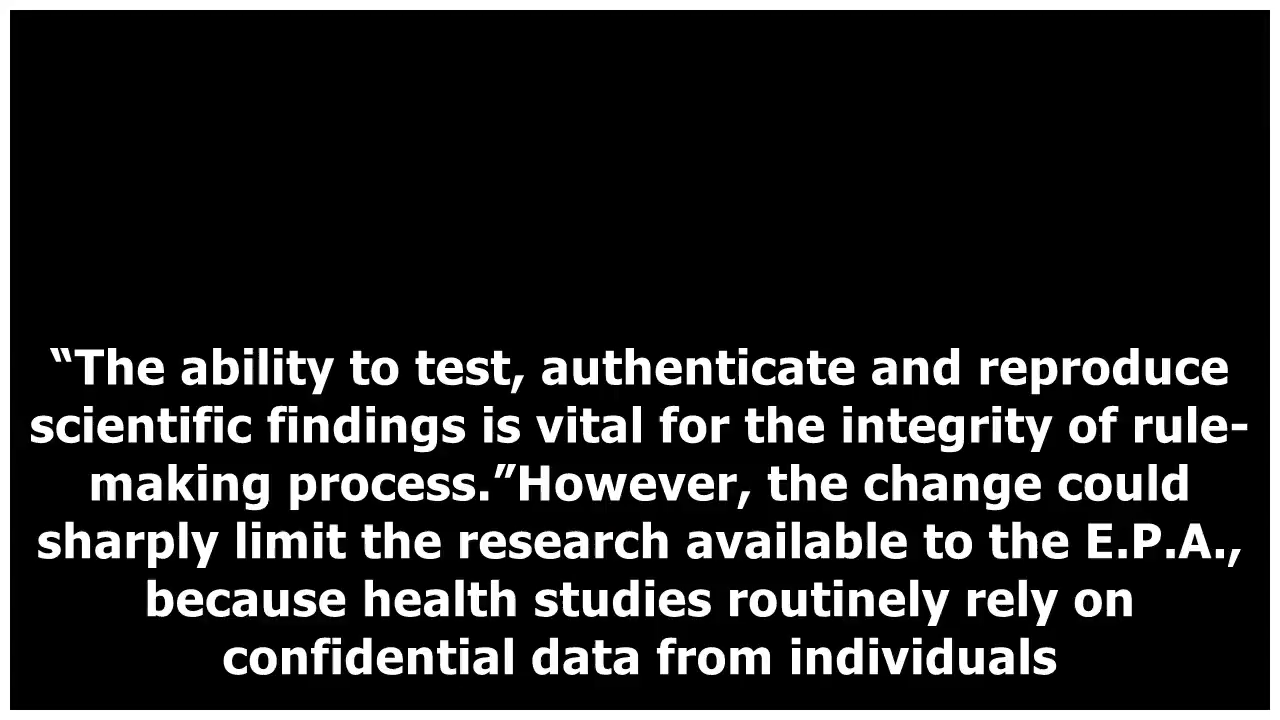 “The ability to test, authenticate and reproduce
scientific findings is vital for the integrity of rule-
making process.”However, the change could
sharply limit the research available to the E.P.A.,
because health studies routinely rely on
confidential data from individuals